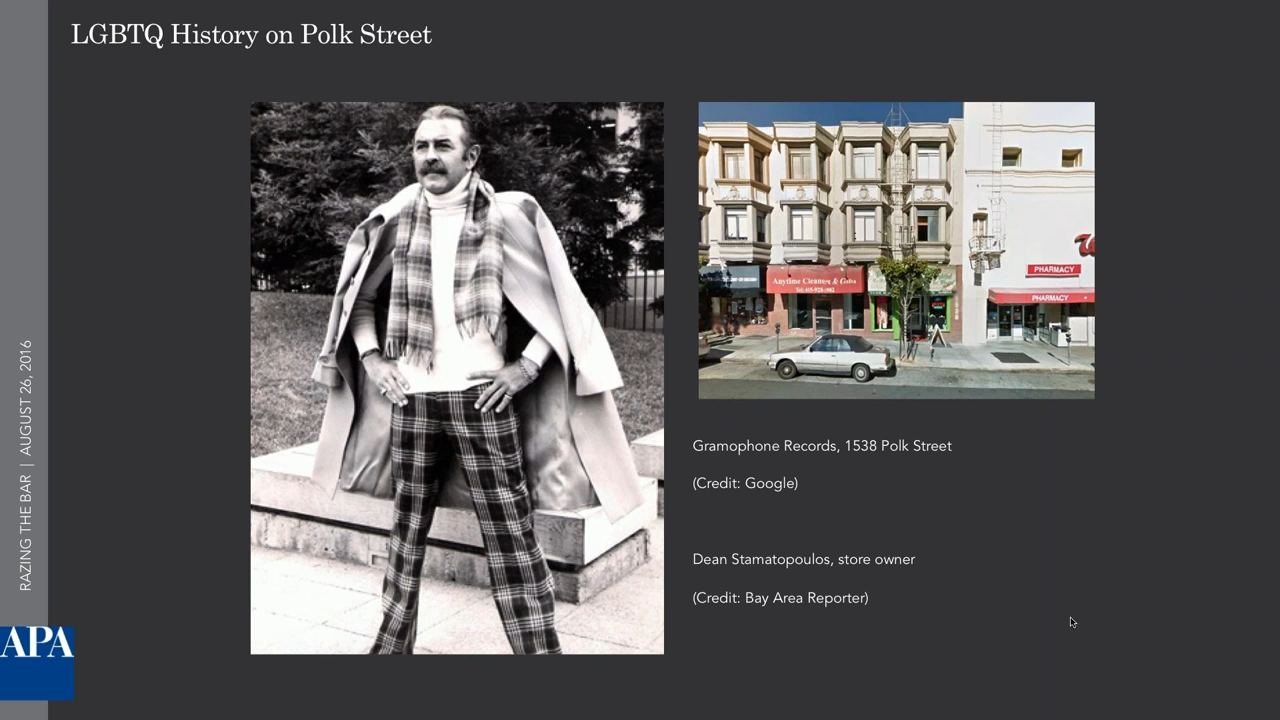 LGBTQ History on Polk Street
Anytime Cleaners & Gifts
PHARMACY
PHARMACY
Gramophone Records, 1538 Polk Street
(Credit: Google)
Dean Stamatopoulos, store owner
(Credit: Bay Area Reporter)
RAZING THE BAR | AUGUST 26, 2016
APA